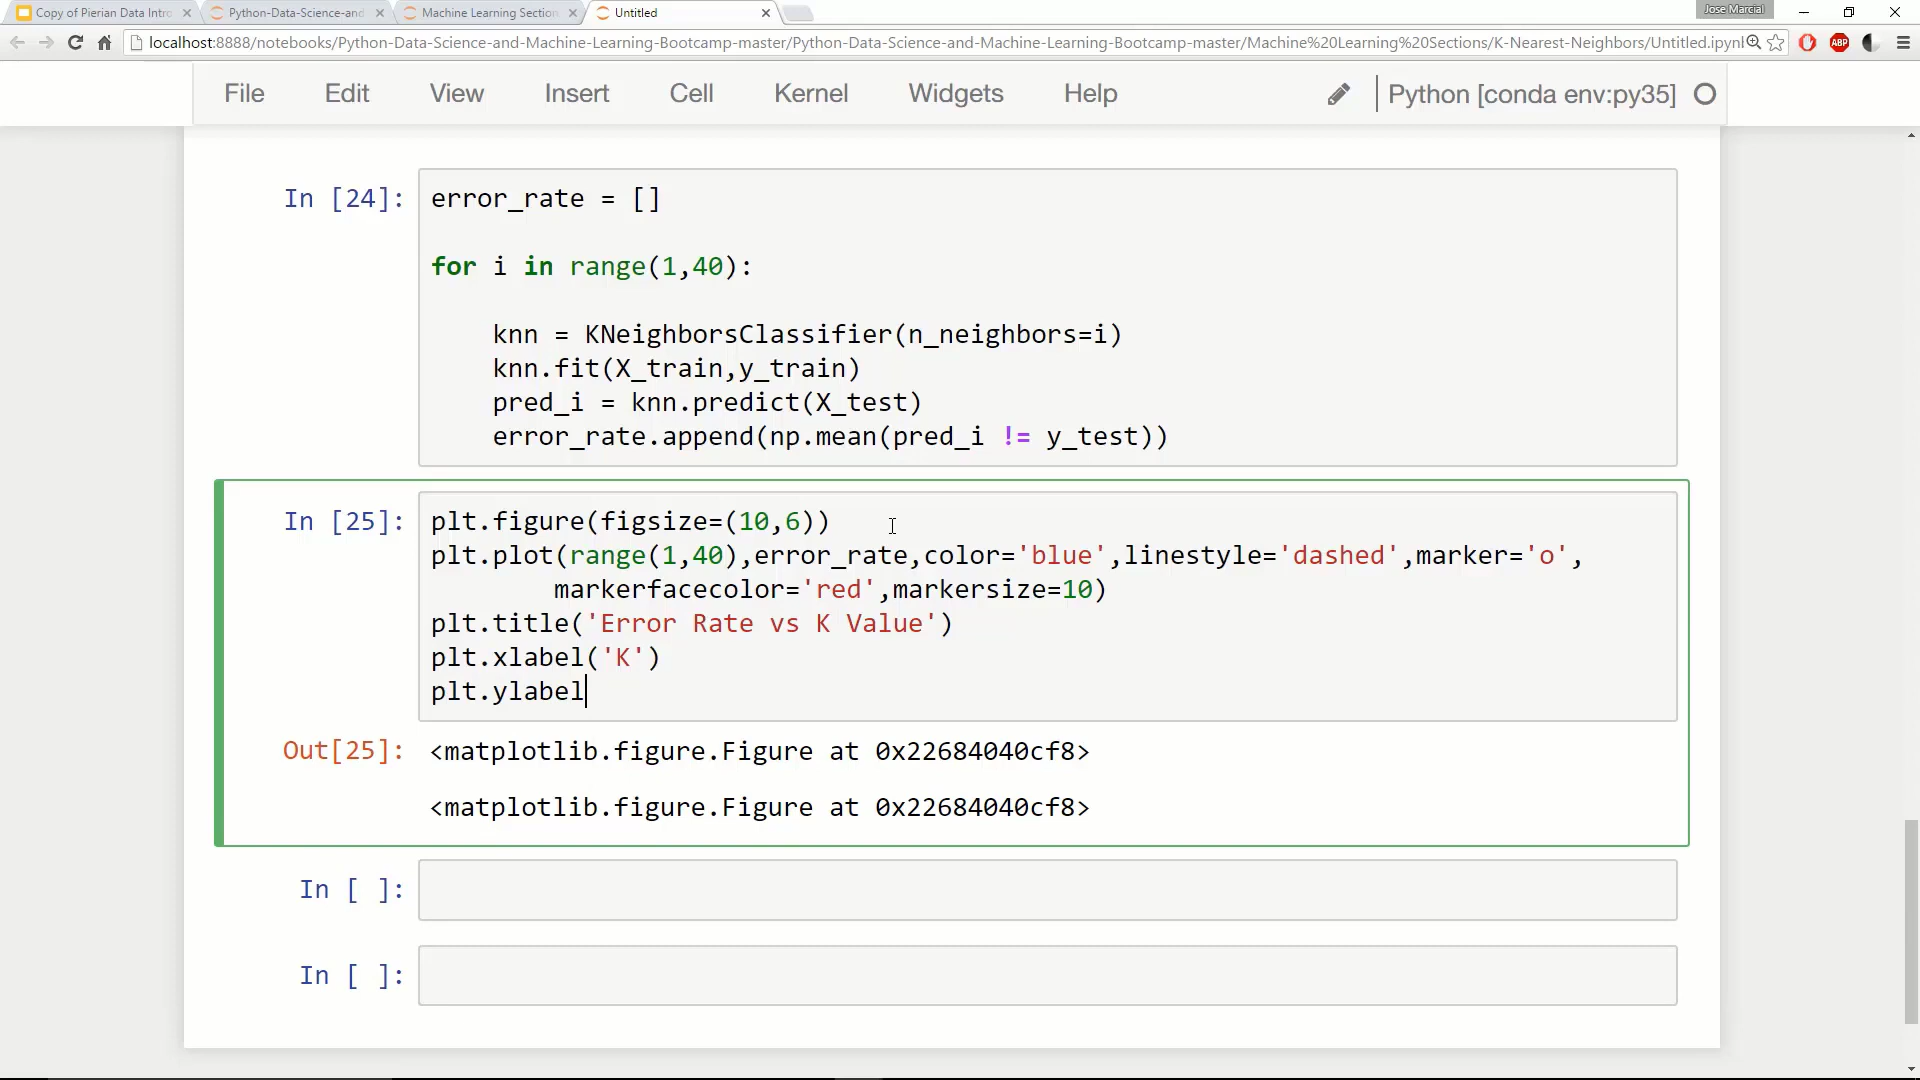 Copy of Pierian Data Intro
Python-Data-Science-and
Machine Learning Section
Untitled
Jose Marcial
localhost:8888/notebooks/Python-Data-Science-and-Machine-Learning-Bootcamp-master/Python-Data-Science-and-Machine-Learning-Bootcamp-master/Machine%20Learning%20Sections/K-Nearest-Neighbors/Untitled.ipynb
ABP
File Edit View Insert Cell Kernel Widgets Help Python [conda env:py35]
In [24]: error_rate = []
for i in range(1,40):
knn = KNeighborsClassifier(n_neighbors=i)
knn.fit(X_train,y_train)
pred_i = knn.predict(X_test)
error_rate.append(np.mean(pred_i != y_test))
In [25]: plt.figure(figsize=(10,6))
plt.plot(range(1,40),error_rate,color='blue',linestyle='dashed',marker='o',
markerfacecolor='red',markersize=10)
plt.title('Error Rate vs K Value')
plt.xlabel('K')
plt.ylabel
Out[25]: <matplotlib.figure.Figure at 0x22684040cf8>
<matplotlib.figure.Figure at 0x22684040cf8>
In [ ]:
In [ ]: